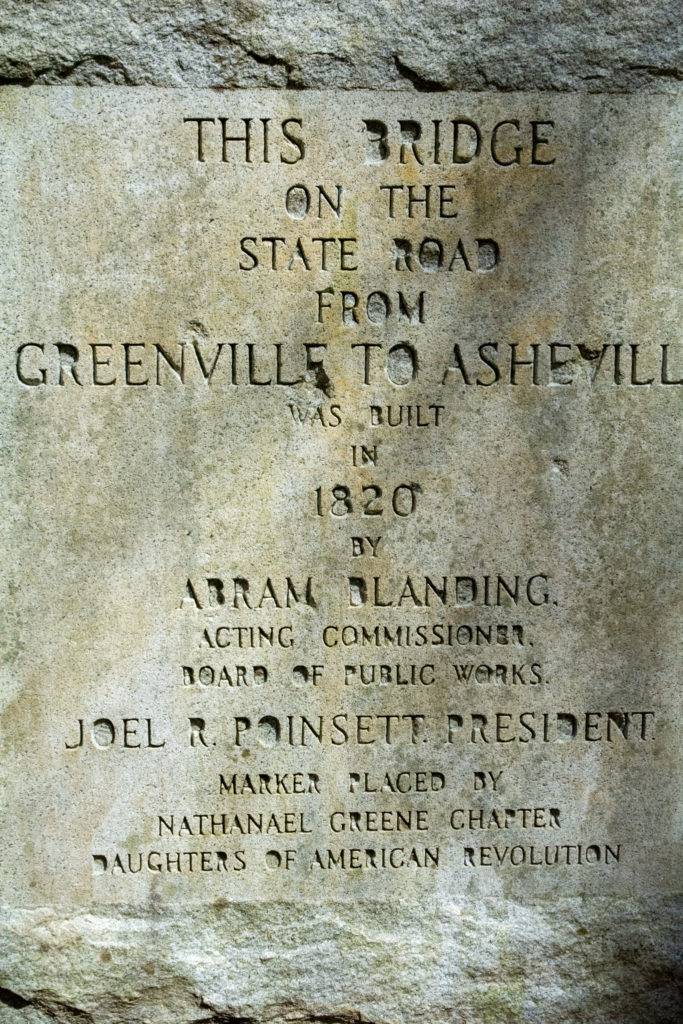 THIS BRIDGE
ON THE
STATE ROAD
FROM
GREENVILLE TO ASHEVILL
WAS BUILT
IN
1820
BY
ABRAM BLANDING.
ACTING COMMISSIONER.
BOARD OF PUBLIC WORKS.
JOEL R. POINSETT. PRESIDENT
MARKER PLACED BY
NATHANAEL GREENE CHAPTER
DAUGHTERS OF AMERICAN REVOLUTION